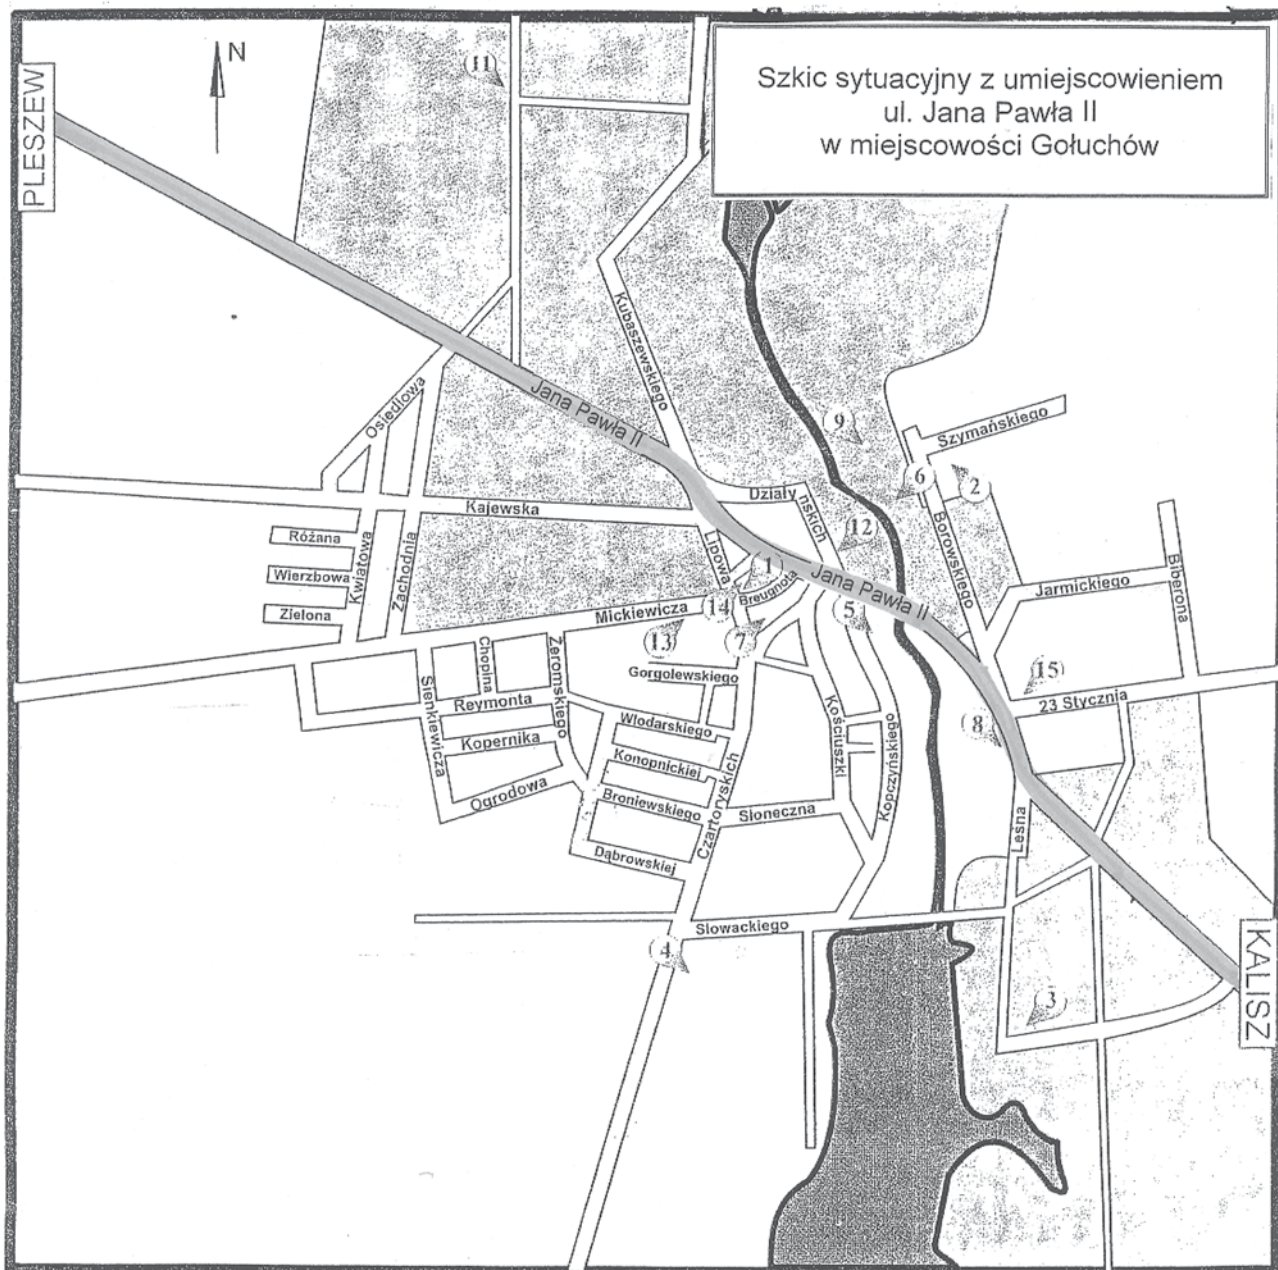 Szkic sytuacyjny z umiejscowieniem
ul. Jana Pawła II
w miejscowości Gołuchów
N
PLESZEW
11
Kubaszewskiego
Jana Pawła II
Osiedlowa
9
Szymańskiego
6
2
Działyńskich
Kajewska
12
Borowskiego
Różana
Kwiatowa
Zachodnia
Lipowa
1
Wierzbowa
Breugnota
Jana Pawła II
Jarmickiego
Biberona
Zielona
Mickiewicza
14
5
13
7
Chopina
Żeromskiego
Gorgolewskiego
15
Sienkiewicza
Reymonta
23 Stycznia
Kościuszki
Kopczyńskiego
8
Włodarskiego
Kopernika
Konopnickiej
Ogrodowa
Broniewskiego
Czartoryskich
Słoneczna
Leśna
Dąbrowskiej
Słowackiego
4
3
KALISZ